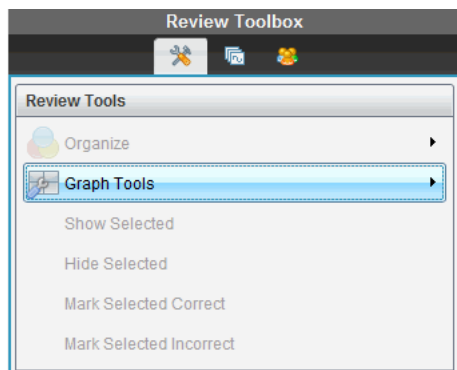 Review Toolbox
Review Tools
Organize
Graph Tools
Show Selected
Hide Selected
Mark Selected Correct
Mark Selected Incorrect